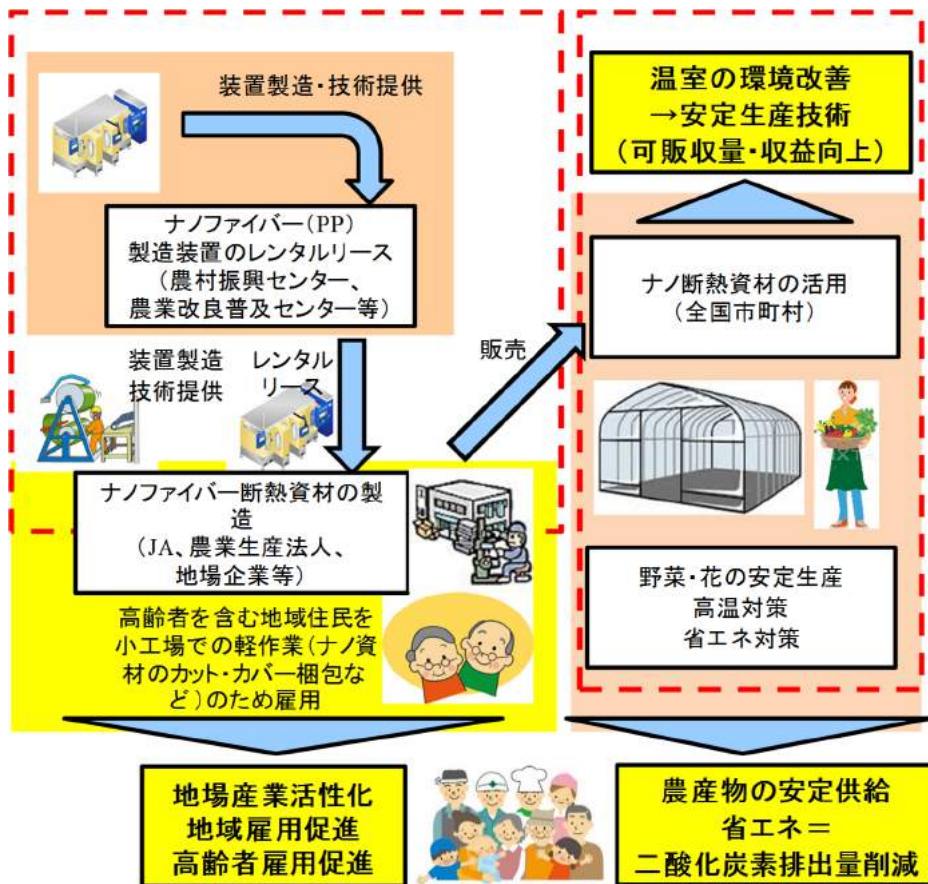 装置製造・技術提供
ナノファイバー(PP)
製造装置のレンタルリース
(農村振興センター、
農業改良普及センター等)
装置製造
技術提供
レンタル
リース
販売
ナノファイバー断熱資材の製
造
(JA、農業生産法人、
地場企業等)
高齢者を含む地域住民を
小工場での軽作業(ナノ資
材のカット・カバー梱包な
ど)のため雇用
地場産業活性化
地域雇用促進
高齢者雇用促進
温室の環境改善
→安定生産技術
(可販収量・収益向上)
ナノ断熱資材の活用
(全国市町村)
野菜・花の安定生産
高温対策
省エネ対策
農産物の安定供給
省エネ=
二酸化炭素排出量削減